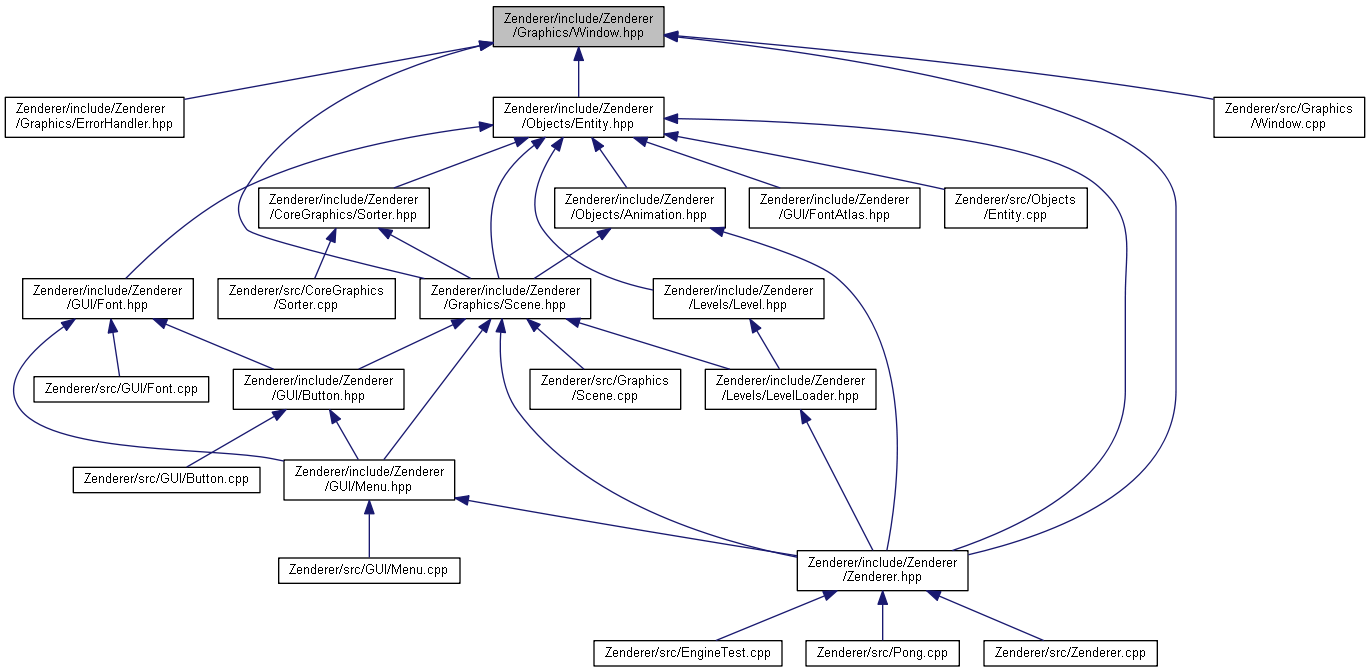 Zenderer/include/Zenderer
/Graphics/Window.hpp
Zenderer/include/Zenderer
/Graphics/ErrorHandler.hpp
Zenderer/include/Zenderer
/Objects/Entity.hpp
Zenderer/src/Graphics
/Window.cpp
Zenderer/include/Zenderer
/CoreGraphics/Sorter.hpp
Zenderer/include/Zenderer
/Objects/Animation.hpp
Zenderer/include/Zenderer
/GUI/FontAtlas.hpp
Zenderer/src/Objects
/Entity.cpp
Zenderer/include/Zenderer
/GUI/Font.hpp
Zenderer/src/CoreGraphics
/Sorter.cpp
Zenderer/include/Zenderer
/Graphics/Scene.hpp
Zenderer/include/Zenderer
/Levels/Level.hpp
Zenderer/src/GUI/Font.cpp
Zenderer/include/Zenderer
/GUI/Button.hpp
Zenderer/src/Graphics
/Scene.cpp
Zenderer/include/Zenderer
/Levels/LevelLoader.hpp
Zenderer/src/GUI/Button.cpp
Zenderer/include/Zenderer
/GUI/Menu.hpp
Zenderer/src/GUI/Menu.cpp
Zenderer/include/Zenderer
/Zenderer.hpp
Zenderer/src/EngineTest.cpp
Zenderer/src/Pong.cpp
Zenderer/src/Zenderer.cpp